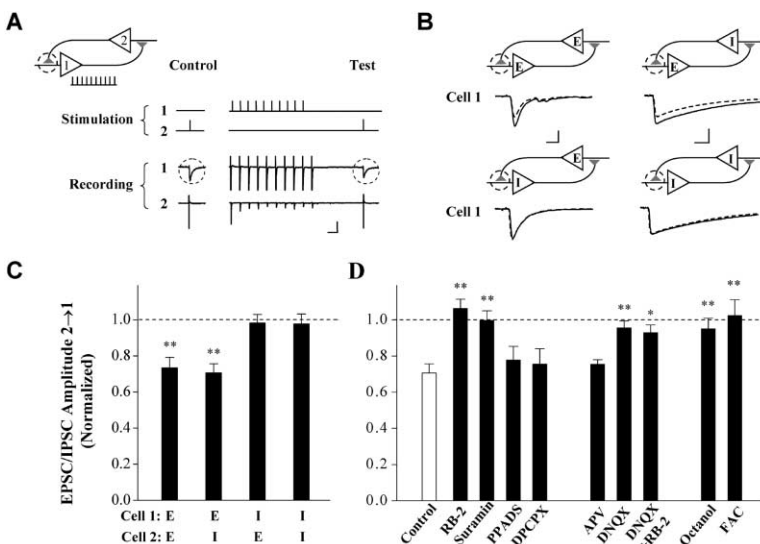 A
2
1
Control
Test
Stimulation
1
2
Recording
1
2
B
E
E
I
E
Cell 1
E
I
I
I
Cell 1
C
EPSC/IPSC Amplitude 2→1
(Normalized)
1.0
0.8
0.6
0.4
0.2
0.0
**
**
Cell 1: E E I I
Cell 2: E I E I
D
1.0
0.8
0.6
0.4
0.2
0.0
**
**
**
*
**
**
Control
RB-2
Suramin
PPADS
DPCPX
APV
DNQX
DNQX
+RB-2
Octanol
FAC